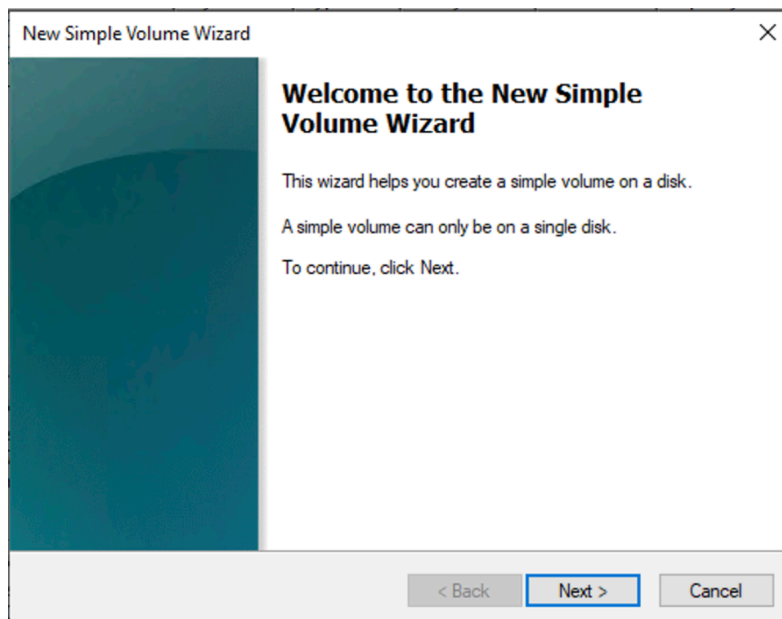 New Simple Volume Wizard
Welcome to the New Simple
Volume Wizard
This wizard helps you create a simple volume on a disk.
A simple volume can only be on a single disk.
To continue, click Next.
< Back
Next >
Cancel